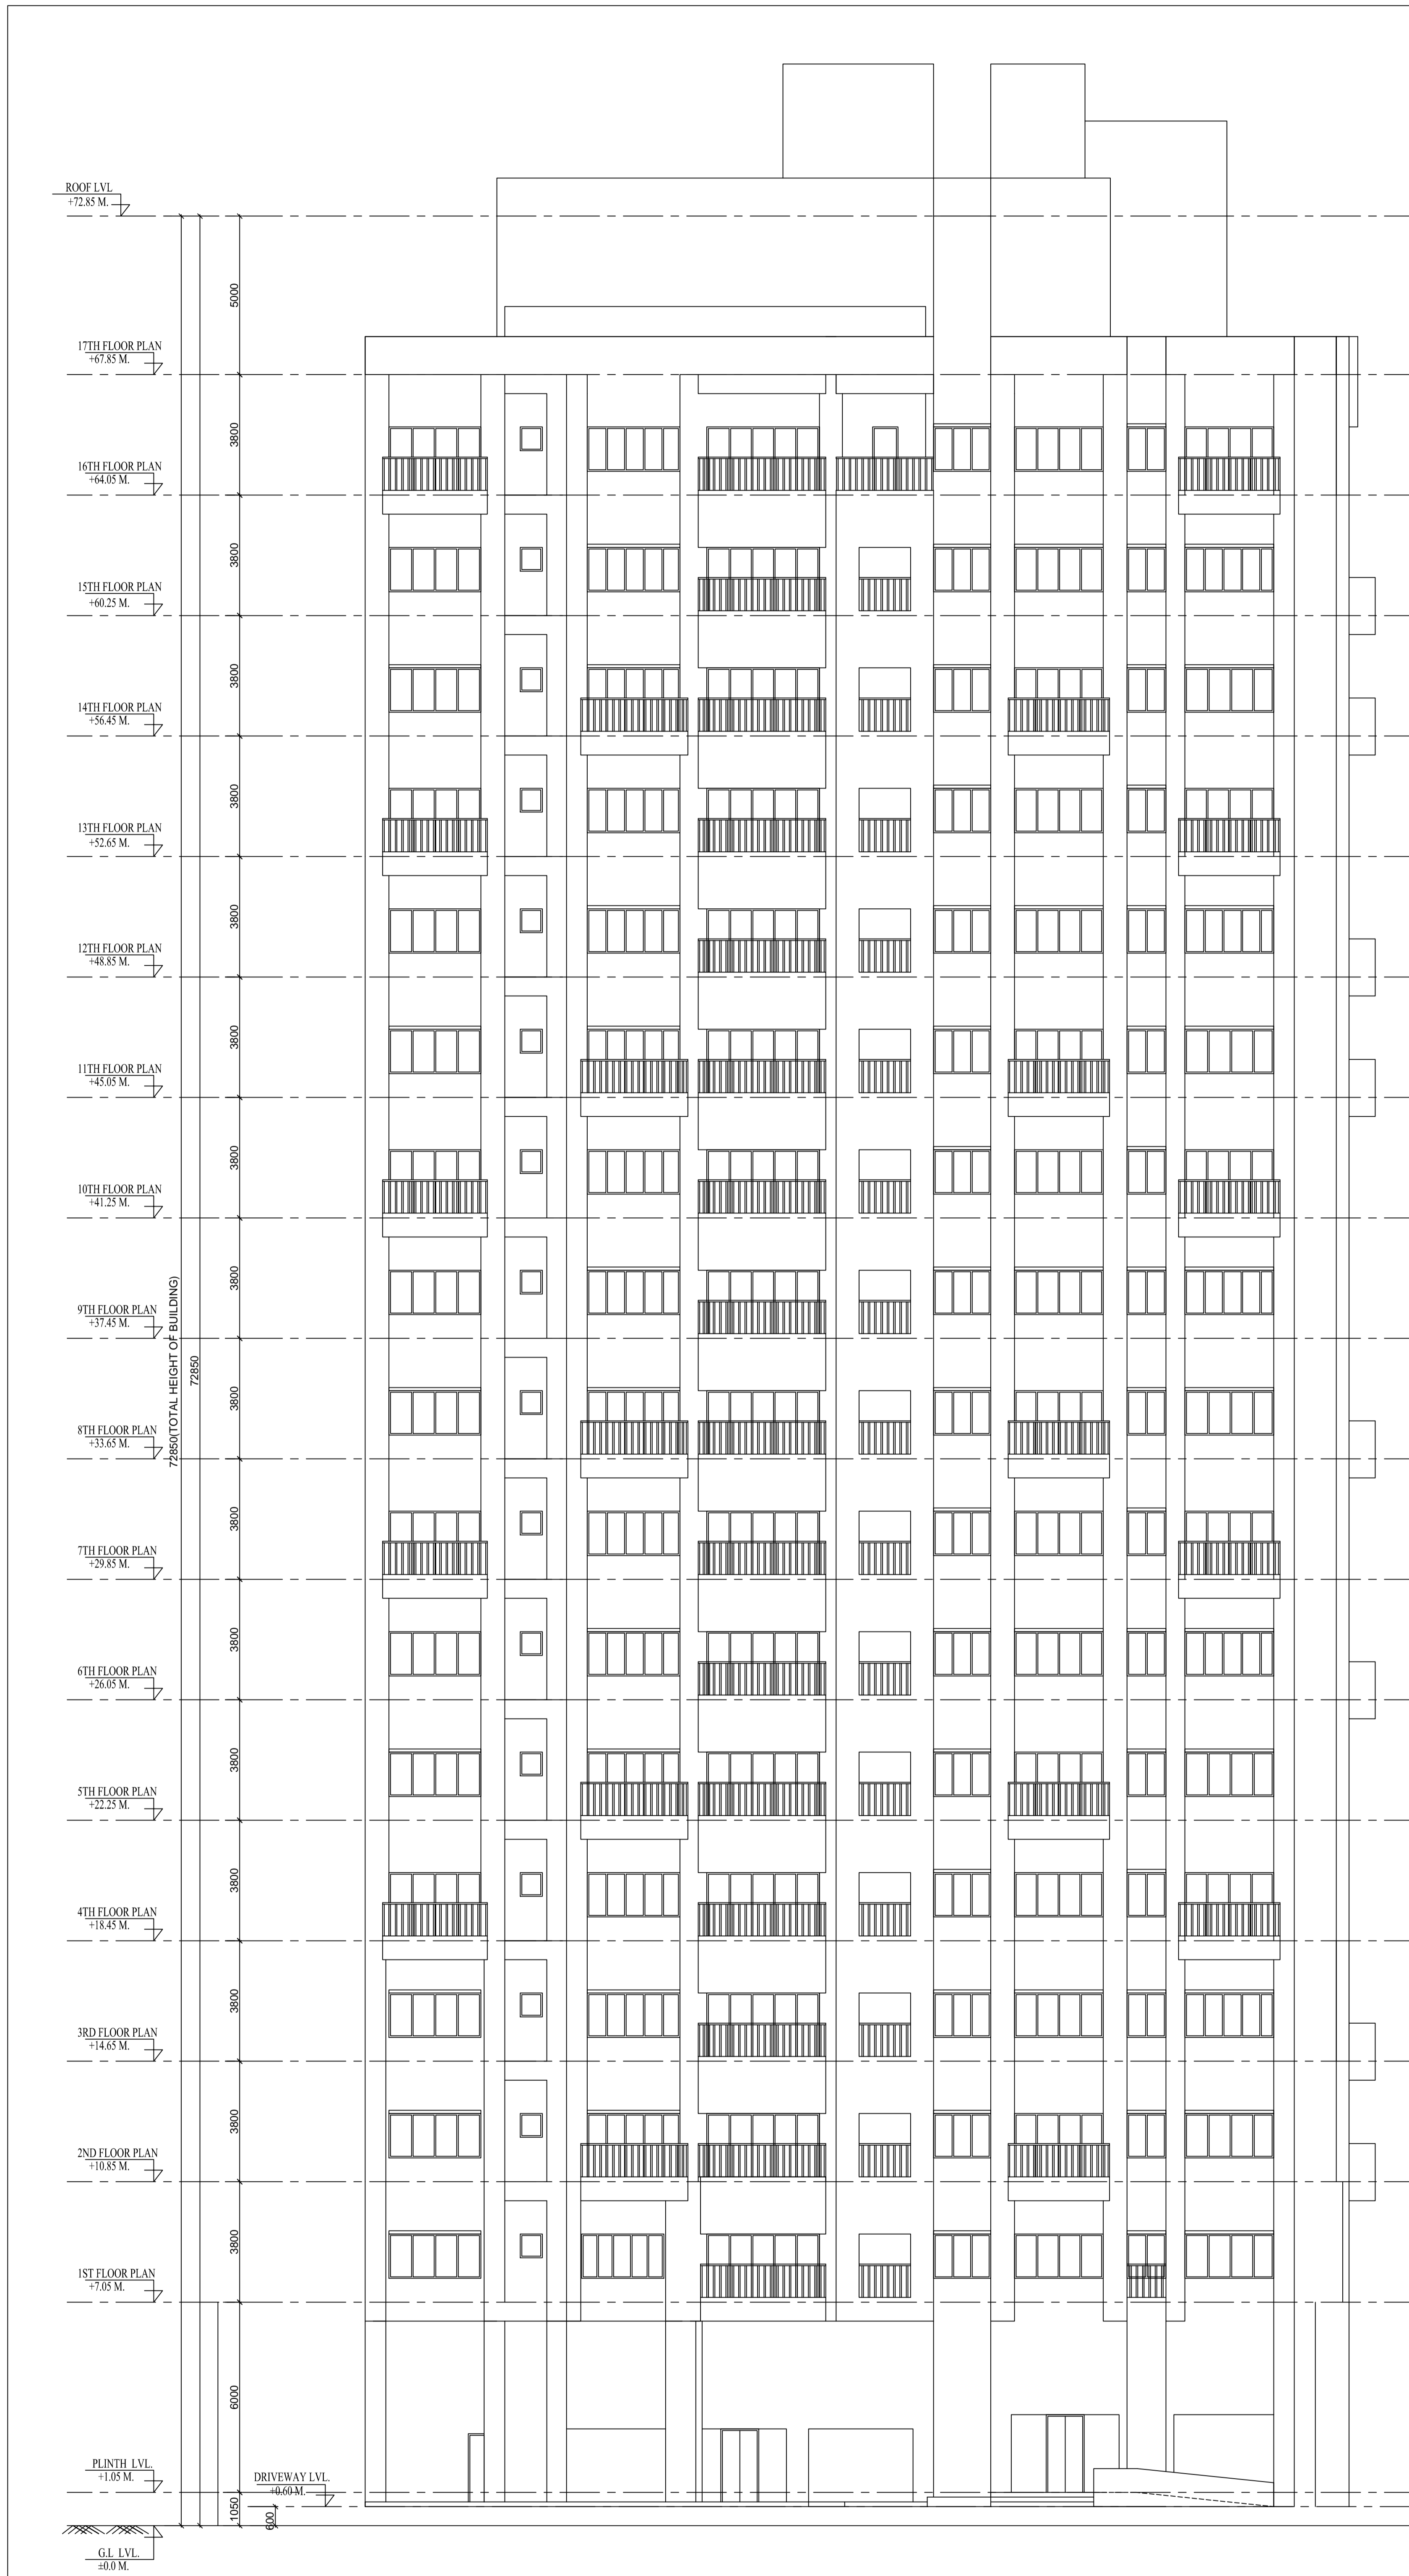 ROOF LVL
+72.85 M.
5000
17TH FLOOR PLAN
+67.85 M.
3800
16TH FLOOR PLAN
+64.05 M.
3800
15TH FLOOR PLAN
+60.25 M.
3800
14TH FLOOR PLAN
+56.45 M.
3800
13TH FLOOR PLAN
+52.65 M.
3800
12TH FLOOR PLAN
+48.85 M.
3800
11TH FLOOR PLAN
+45.05 M.
3800
10TH FLOOR PLAN
+41.25 M.
3800
9TH FLOOR PLAN
+37.45 M.
72850(TOTAL HEIGHT OF BUILDING)
72850
3800
8TH FLOOR PLAN
+33.65 M.
3800
7TH FLOOR PLAN
+29.85 M.
3800
6TH FLOOR PLAN
+26.05 M.
3800
5TH FLOOR PLAN
+22.25 M.
3800
4TH FLOOR PLAN
+18.45 M.
3800
3RD FLOOR PLAN
+14.65 M.
3800
2ND FLOOR PLAN
+10.85 M.
3800
1ST FLOOR PLAN
+7.05 M.
6000
PLINTH LVL.
+1.05 M.
DRIVEWAY LVL.
+0.60 M.
1050
600
G.L LVL.
±0.0 M.